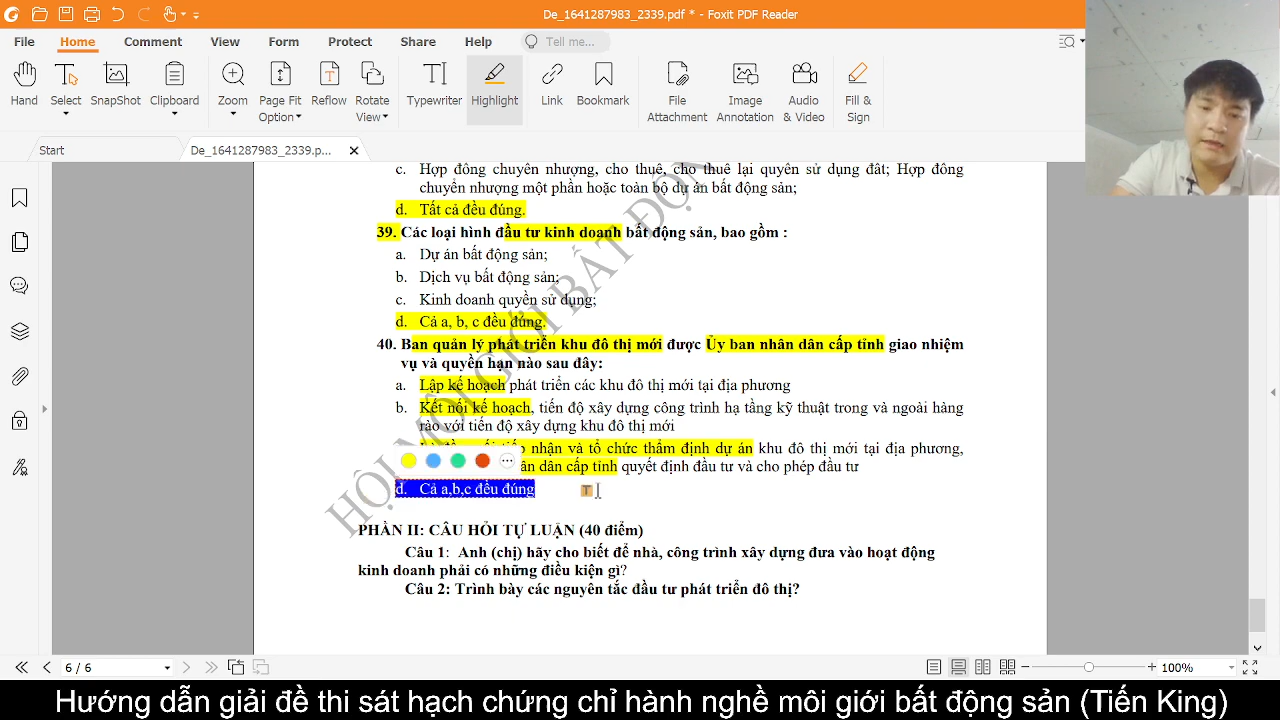 De_1641287983_2339.pdf * - Foxit PDF Reader
File Home Comment View Form Protect Share Help Tell me...
Hand Select SnapShot Clipboard Zoom Page Fit Option Reflow Rotate View Typewriter Highlight Link Bookmark File Attachment Image Annotation Audio & Video Fill & Sign
Start De_1641287983_2339.p...
c. Hợp đồng chuyển nhượng, cho thuê, cho thuê lại quyền sử dụng đất; Hợp đồng
chuyển nhượng một phần hoặc toàn bộ dự án bất động sản;
d. Tất cả đều đúng.
39. Các loại hình đầu tư kinh doanh bất động sản, bao gồm :
a. Dự án bất động sản;
b. Dịch vụ bất động sản;
c. Kinh doanh quyền sử dụng;
d. Cả a, b, c đều đúng.
40. Ban quản lý phát triển khu đô thị mới được Ủy ban nhân dân cấp tỉnh giao nhiệm
vụ và quyền hạn nào sau đây:
a. Lập kế hoạch phát triển các khu đô thị mới tại địa phương
b. Kết nối kế hoạch, tiến độ xây dựng công trình hạ tầng kỹ thuật trong và ngoài hàng
rào với tiến độ xây dựng khu đô thị mới
nhận và tổ chức thẩm định dự án khu đô thị mới tại địa phương,
dân cấp tỉnh quyết định đầu tư và cho phép đầu tư
d. Cả a,b,c đều đúng
HỘI MÔI GIỚI BẤT ĐỘN
PHẦN II: CÂU HỎI TỰ LUẬN (40 điểm)
Câu 1: Anh (chị) hãy cho biết để nhà, công trình xây dựng đưa vào hoạt động
kinh doanh phải có những điều kiện gì?
Câu 2: Trình bày các nguyên tắc đầu tư phát triển đô thị?
6 / 6 100%
Hướng dẫn giải đề thi sát hạch chứng chỉ hành nghề môi giới bất động sản (Tiến King)